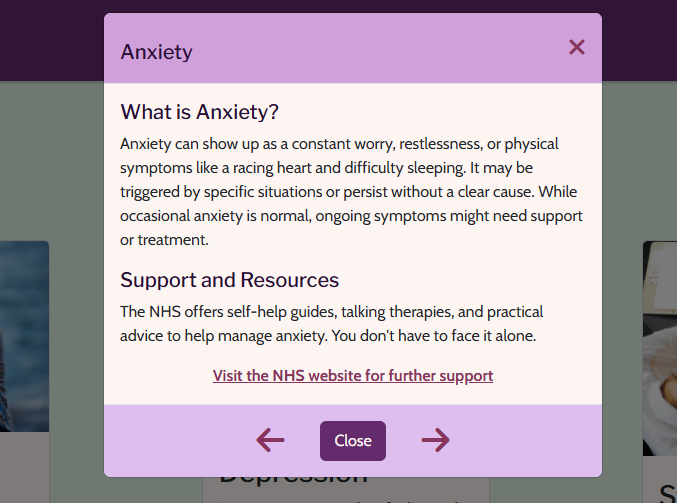 Anxiety
What is Anxiety?
Anxiety can show up as a constant worry, restlessness, or physical
symptoms like a racing heart and difficulty sleeping. It may be
triggered by specific situations or persist without a clear cause. While
occasional anxiety is normal, ongoing symptoms might need support
or treatment.
Support and Resources
The NHS offers self-help guides, talking therapies, and practical
advice to help manage anxiety. You don't have to face it alone.
Visit the NHS website for further support
Close
Depression